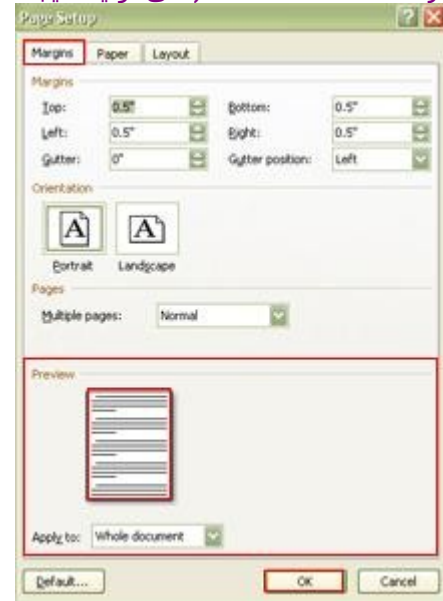 Page Setup
Margins Paper Layout
Margins
Top: 0.5" Bottom: 0.5"
Left: 0.5" Right: 0.5"
Gutter: 0" Gutter position: Left
Orientation
A A
Portrait Landscape
Pages
Multiple pages: Normal
Preview
Apply to: Whole document
Default... OK Cancel